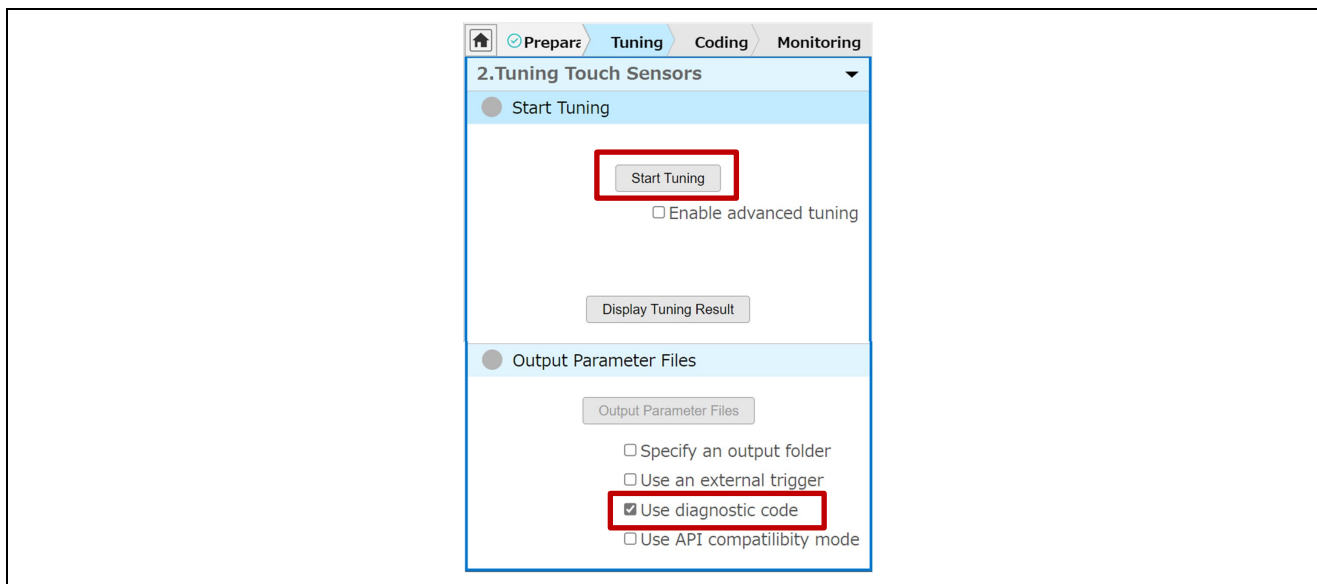 Prepara Tuning Coding Monitoring
2.Tuning Touch Sensors
Start Tuning
Start Tuning
Enable advanced tuning
Display Tuning Result
Output Parameter Files
Output Parameter Files
Specify an output folder
Use an external trigger
Use diagnostic code
Use API compatilibity mode